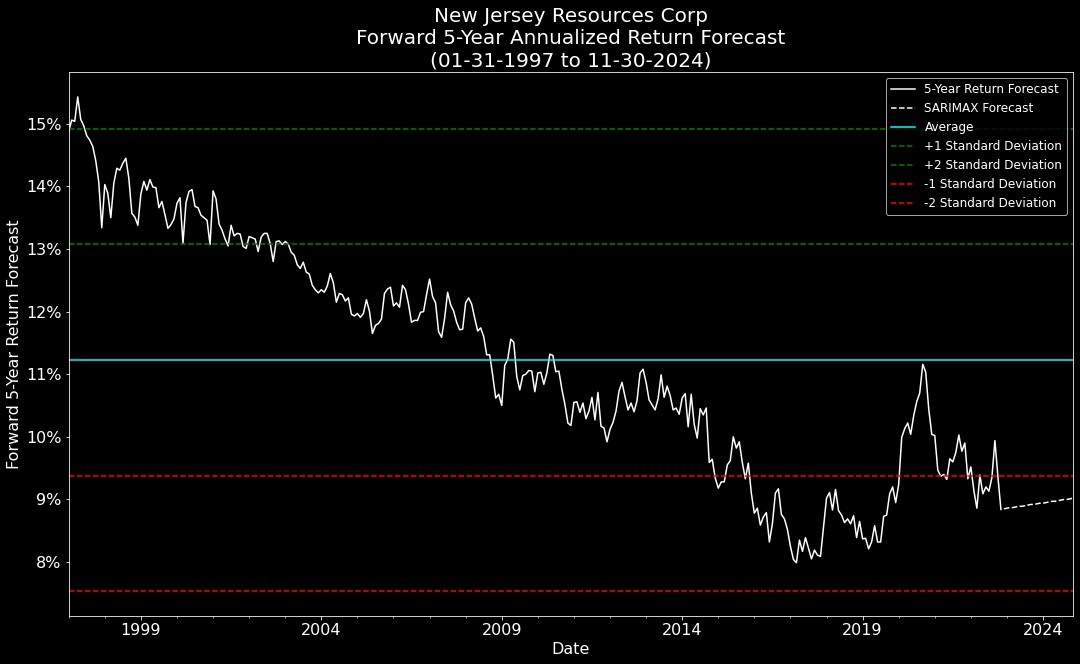 New Jersey Resources Corp
Forward 5-Year Annualized Return Forecast
(01-31-1997 to 11-30-2024)
5-Year Return Forecast
SARIMAX Forecast
Average
+1 Standard Deviation
+2 Standard Deviation
-1 Standard Deviation
-2 Standard Deviation
Forward 5-Year Return Forecast
15%
14%
13%
12%
11%
10%
9%
8%
1999 2004 2009 2014 2019 2024
Date